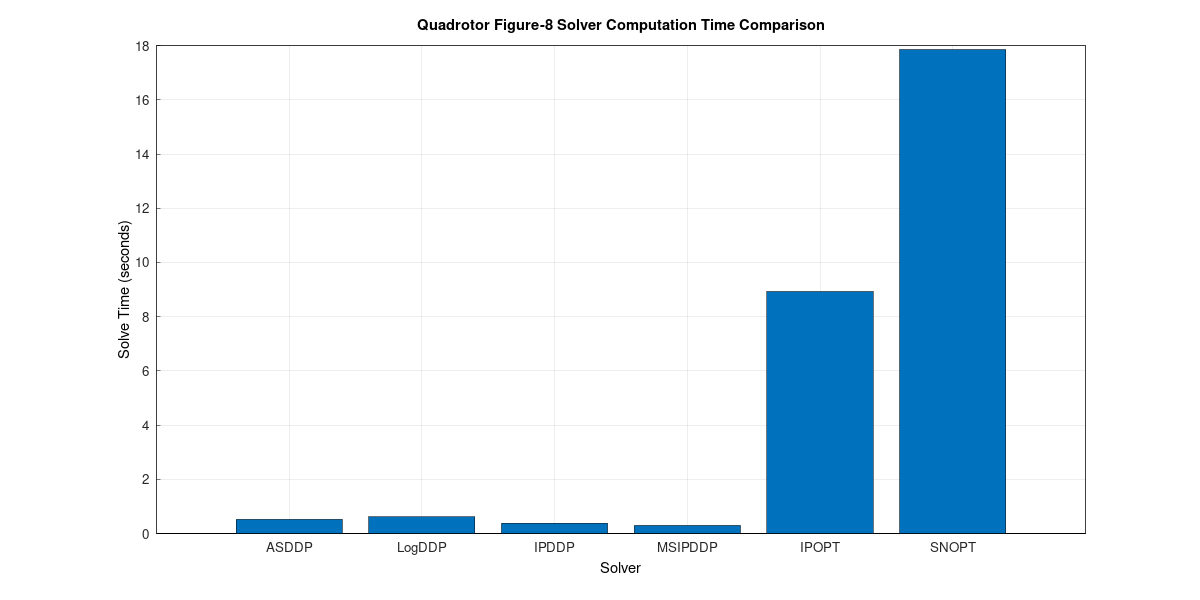 Quadrotor Figure-8 Solver Computation Time Comparison
18
16
14
12
10
8
6
4
2
0
Solve Time (seconds)
ASDDP LogDDP IPDDP MSIPDDP IPOPT SNOPT
Solver